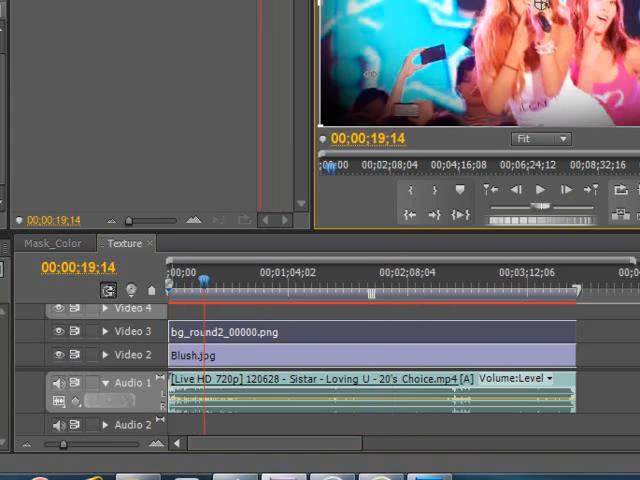 00;00;19;14
Fit
;00;00 00;02;08;04 00;04;16;08 00;06;24;12 00;08;32;16
00;00;19;14
Mask_Color Texture
00;00;19;14
;00;00 00;01;04;02 00;02;08;04 00;03;12;06 00;04
Video 4
Video 3 bg_round2_00000.png
Video 2 Blush.jpg
Audio 1 [Live HD 720p] 120628 - Sistar - Loving U - 20's Choice.mp4 [A] Volume:Level
L
R
Audio 2